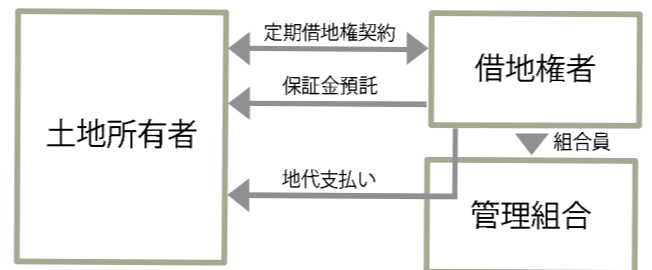 定期借地権契約
借地権者
保証金預託
土地所有者
組合員
地代支払い
管理組合